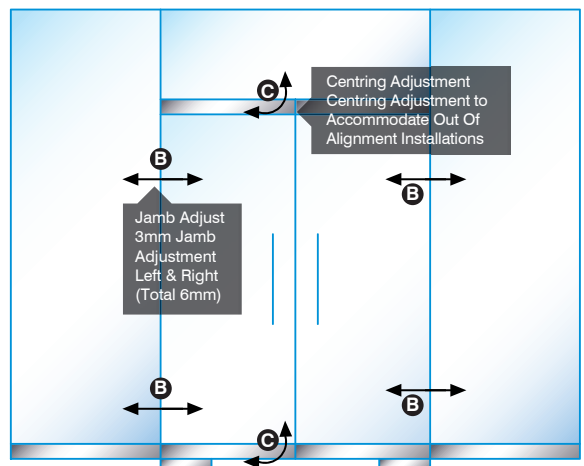 C
Centring Adjustment
Centring Adjustment to
Accommodate Out Of
Alignment Installations
B
B
Jamb Adjust
3mm Jamb
Adjustment
Left & Right
(Total 6mm)
B
B
C